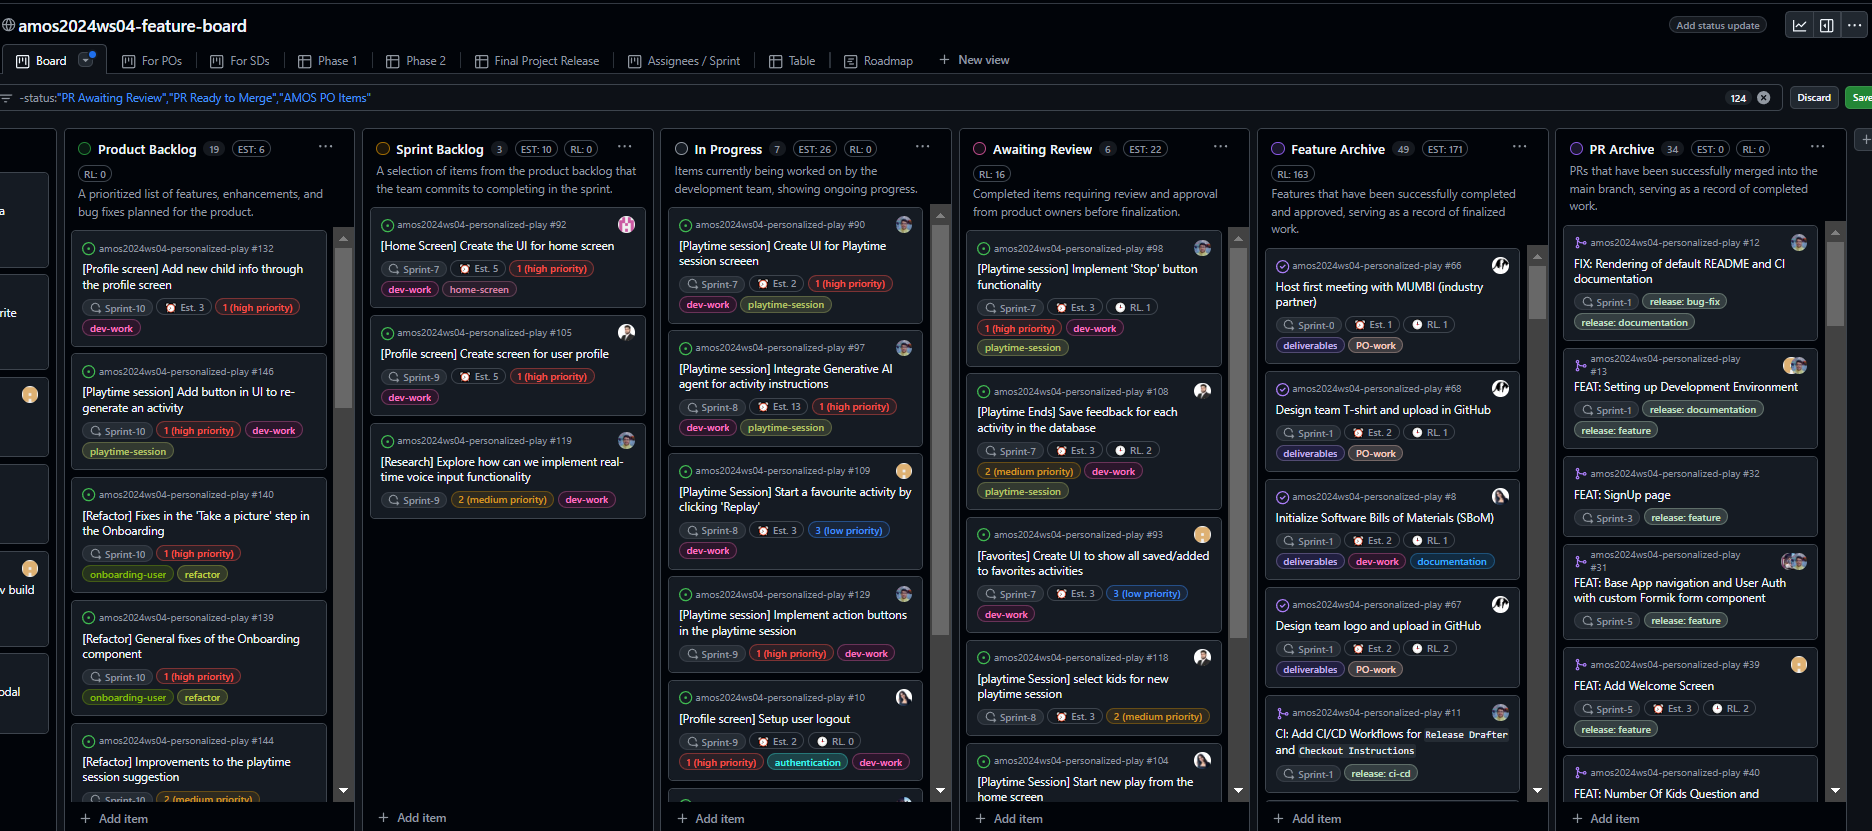 amos2024ws04-feature-board
Add status update
Board
For POs
For SDs
Phase 1
Phase 2
Final Project Release
Assignees / Sprint
Table
Roadmap
New view
-status:"PR Awaiting Review","PR Ready to Merge","AMOS PO Items"
124
Discard
Save
a
rite
v build
odal
Product Backlog 19 EST: 6
RL: 0
A prioritized list of features, enhancements, and
bug fixes planned for the product.
amos2024ws04-personalized-play #132
[Profile screen] Add new child info through
the profile screen
Sprint-10 Est. 3 1 (high priority)
dev-work
amos2024ws04-personalized-play #146
[Playtime session] Add button in UI to re-
generate an activity
Sprint-10 1 (high priority) dev-work
playtime-session
amos2024ws04-personalized-play #140
[Refactor] Fixes in the 'Take a picture' step in
the Onboarding
Sprint-10 1 (high priority)
onboarding-user refactor
amos2024ws04-personalized-play #139
[Refactor] General fixes of the Onboarding
component
Sprint-10 1 (high priority)
onboarding-user refactor
amos2024ws04-personalized-play #144
[Refactor] Improvements to the playtime
session suggestion
Sprint-10 2 (medium priority)
Add item
Sprint Backlog 3 EST: 10 RL: 0
A selection of items from the product backlog that
the team commits to completing in the sprint.
amos2024ws04-personalized-play #92
[Home Screen] Create the UI for home screen
Sprint-7 Est. 5 1 (high priority)
dev-work home-screen
amos2024ws04-personalized-play #105
[Profile screen] Create screen for user profile
Sprint-9 Est. 5 1 (high priority)
dev-work
amos2024ws04-personalized-play #119
[Research] Explore how can we implement real-
time voice input functionality
Sprint-9 2 (medium priority) dev-work
Add item
In Progress 7 EST: 26 RL: 0
Items currently being worked on by the
development team, showing ongoing progress.
amos2024ws04-personalized-play #90
[Playtime session] Create UI for Playtime
session screeen
Sprint-7 Est. 2 1 (high priority)
dev-work playtime-session
amos2024ws04-personalized-play #97
[Playtime session] Integrate Generative AI
agent for activity instructions
Sprint-8 Est. 13 1 (high priority)
dev-work playtime-session
amos2024ws04-personalized-play #109
[Playtime Session] Start a favourite activity by
clicking 'Replay'
Sprint-8 Est. 3 3 (low priority)
dev-work
amos2024ws04-personalized-play #129
[Playtime session] Implement action buttons
in the playtime session
Sprint-9 1 (high priority) dev-work
amos2024ws04-personalized-play #10
[Profile screen] Setup user logout
Sprint-9 Est. 2 RL. 0
1 (high priority) authentication dev-work
Add item
Awaiting Review 6 EST: 22
RL: 16
Completed items requiring review and approval
from product owners before finalization.
amos2024ws04-personalized-play #98
[Playtime session] Implement 'Stop' button
functionality
Sprint-7 Est. 3 RL. 1
1 (high priority) dev-work
playtime-session
amos2024ws04-personalized-play #108
[Playtime Ends] Save feedback for each
activity in the database
Sprint-7 Est. 3 RL. 2
2 (medium priority) dev-work
playtime-session
amos2024ws04-personalized-play #93
[Favorites] Create UI to show all saved/added
to favorites activities
Sprint-7 Est. 3 3 (low priority)
dev-work
amos2024ws04-personalized-play #118
[playtime Session] select kids for new
playtime session
Sprint-8 Est. 3 2 (medium priority)
amos2024ws04-personalized-play #104
[Playtime Session] Start new play from the
home screen
Add item
Feature Archive 49 EST: 171
RL: 163
Features that have been successfully completed
and approved, serving as a record of finalized
work.
amos2024ws04-personalized-play #66
Host first meeting with MUMBI (industry
partner)
Sprint-0 Est. 1 RL. 1
deliverables PO-work
amos2024ws04-personalized-play #68
Design team T-shirt and upload in GitHub
Sprint-1 Est. 2 RL. 1
deliverables PO-work
amos2024ws04-personalized-play #8
Initialize Software Bills of Materials (SBoM)
Sprint-1 Est. 2 RL. 1
deliverables dev-work documentation
amos2024ws04-personalized-play #67
Design team logo and upload in GitHub
Sprint-1 Est. 2 RL. 2
deliverables PO-work
amos2024ws04-personalized-play #11
CI: Add CI/CD Workflows for Release Drafter
and Checkout Instructions
Sprint-1 release: ci-cd
Add item
PR Archive 34 EST: 0 RL: 0
PRs that have been successfully merged into the
main branch, serving as a record of completed
work.
amos2024ws04-personalized-play #12
FIX: Rendering of default README and CI
documentation
Sprint-1 release: bug-fix
release: documentation
amos2024ws04-personalized-play
#13
FEAT: Setting up Development Environment
Sprint-1 release: documentation
release: feature
amos2024ws04-personalized-play #32
FEAT: SignUp page
Sprint-3 release: feature
amos2024ws04-personalized-play
#31
FEAT: Base App navigation and User Auth
with custom Formik form component
Sprint-5 release: feature
amos2024ws04-personalized-play #39
FEAT: Add Welcome Screen
Sprint-5 Est. 3 RL. 2
release: feature
amos2024ws04-personalized-play #40
FEAT: Number Of Kids Question and
Add item